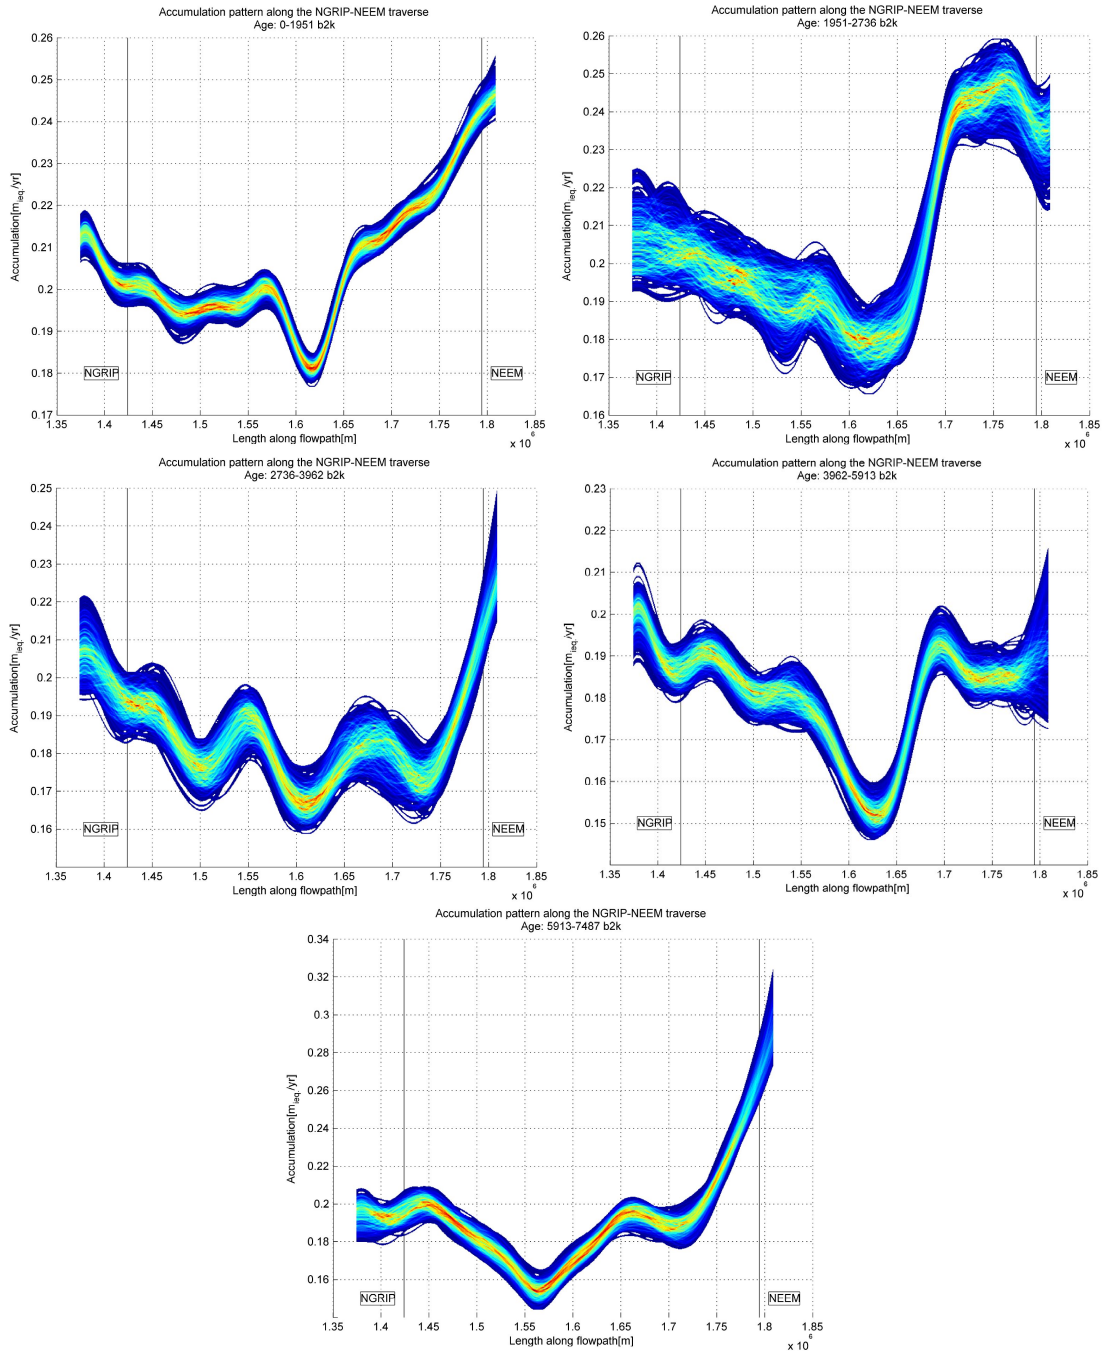 Accumulation pattern along the NGRIP-NEEM traverse
Age: 0-1951 b2k
0.26
0.25
0.24
0.23
0.22
0.21
0.2
0.19
0.18
0.17
Accumulation[m_ieq./yr]
NGRIP
NEEM
1.35 1.4 1.45 1.5 1.55 1.6 1.65 1.7 1.75 1.8 1.85
Length along flowpath[m]
x 10^6
Accumulation pattern along the NGRIP-NEEM traverse
Age: 1951-2736 b2k
0.26
0.25
0.24
0.23
0.22
0.21
0.2
0.19
0.18
0.17
0.16
Accumulation[m_ieq./yr]
NGRIP
NEEM
1.35 1.4 1.45 1.5 1.55 1.6 1.65 1.7 1.75 1.8 1.85
Length along flowpath[m]
x 10^6
Accumulation pattern along the NGRIP-NEEM traverse
Age: 2736-3962 b2k
0.25
0.24
0.23
0.22
0.21
0.2
0.19
0.18
0.17
0.16
Accumulation[m_ieq./yr]
NGRIP
NEEM
1.35 1.4 1.45 1.5 1.55 1.6 1.65 1.7 1.75 1.8 1.85
Length along flowpath[m]
x 10^6
Accumulation pattern along the NGRIP-NEEM traverse
Age: 3962-5913 b2k
0.23
0.22
0.21
0.2
0.19
0.18
0.17
0.16
0.15
Accumulation[m_ieq./yr]
NGRIP
NEEM
1.35 1.4 1.45 1.5 1.55 1.6 1.65 1.7 1.75 1.8 1.85
Length along flowpath[m]
x 10^6
Accumulation pattern along the NGRIP-NEEM traverse
Age: 5913-7487 b2k
0.34
0.32
0.3
0.28
0.26
0.24
0.22
0.2
0.18
0.16
Accumulation[m_ieq./yr]
NGRIP
NEEM
1.35 1.4 1.45 1.5 1.55 1.6 1.65 1.7 1.75 1.8 1.85
Length along flowpath[m]
x 10^6